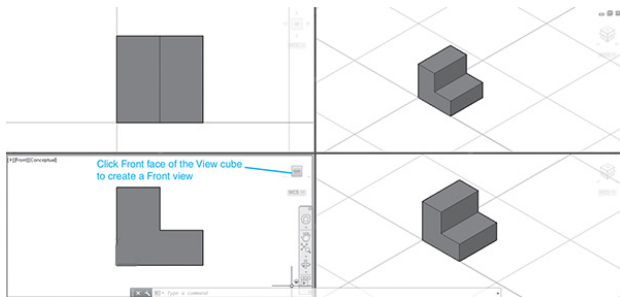 [+][Front][Conceptual]
Click Front face of the View cube
to create a Front view
Type a command